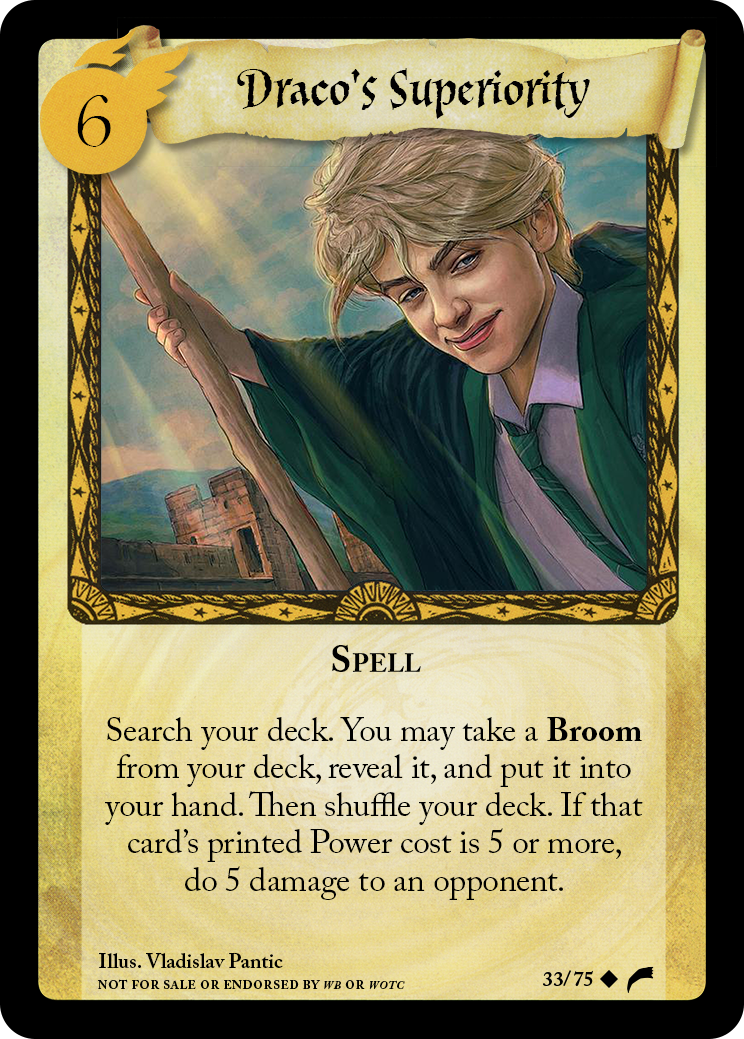 Draco's Superiority
6
SPELL
Search your deck. You may take a Broom
from your deck, reveal it, and put it into
your hand. Then shuffle your deck. If that
card's printed Power cost is 5 or more,
do 5 damage to an opponent.
Illus. Vladislav Pantic
NOT FOR SALE OR ENDORSED BY WB OR WOTC
33/75